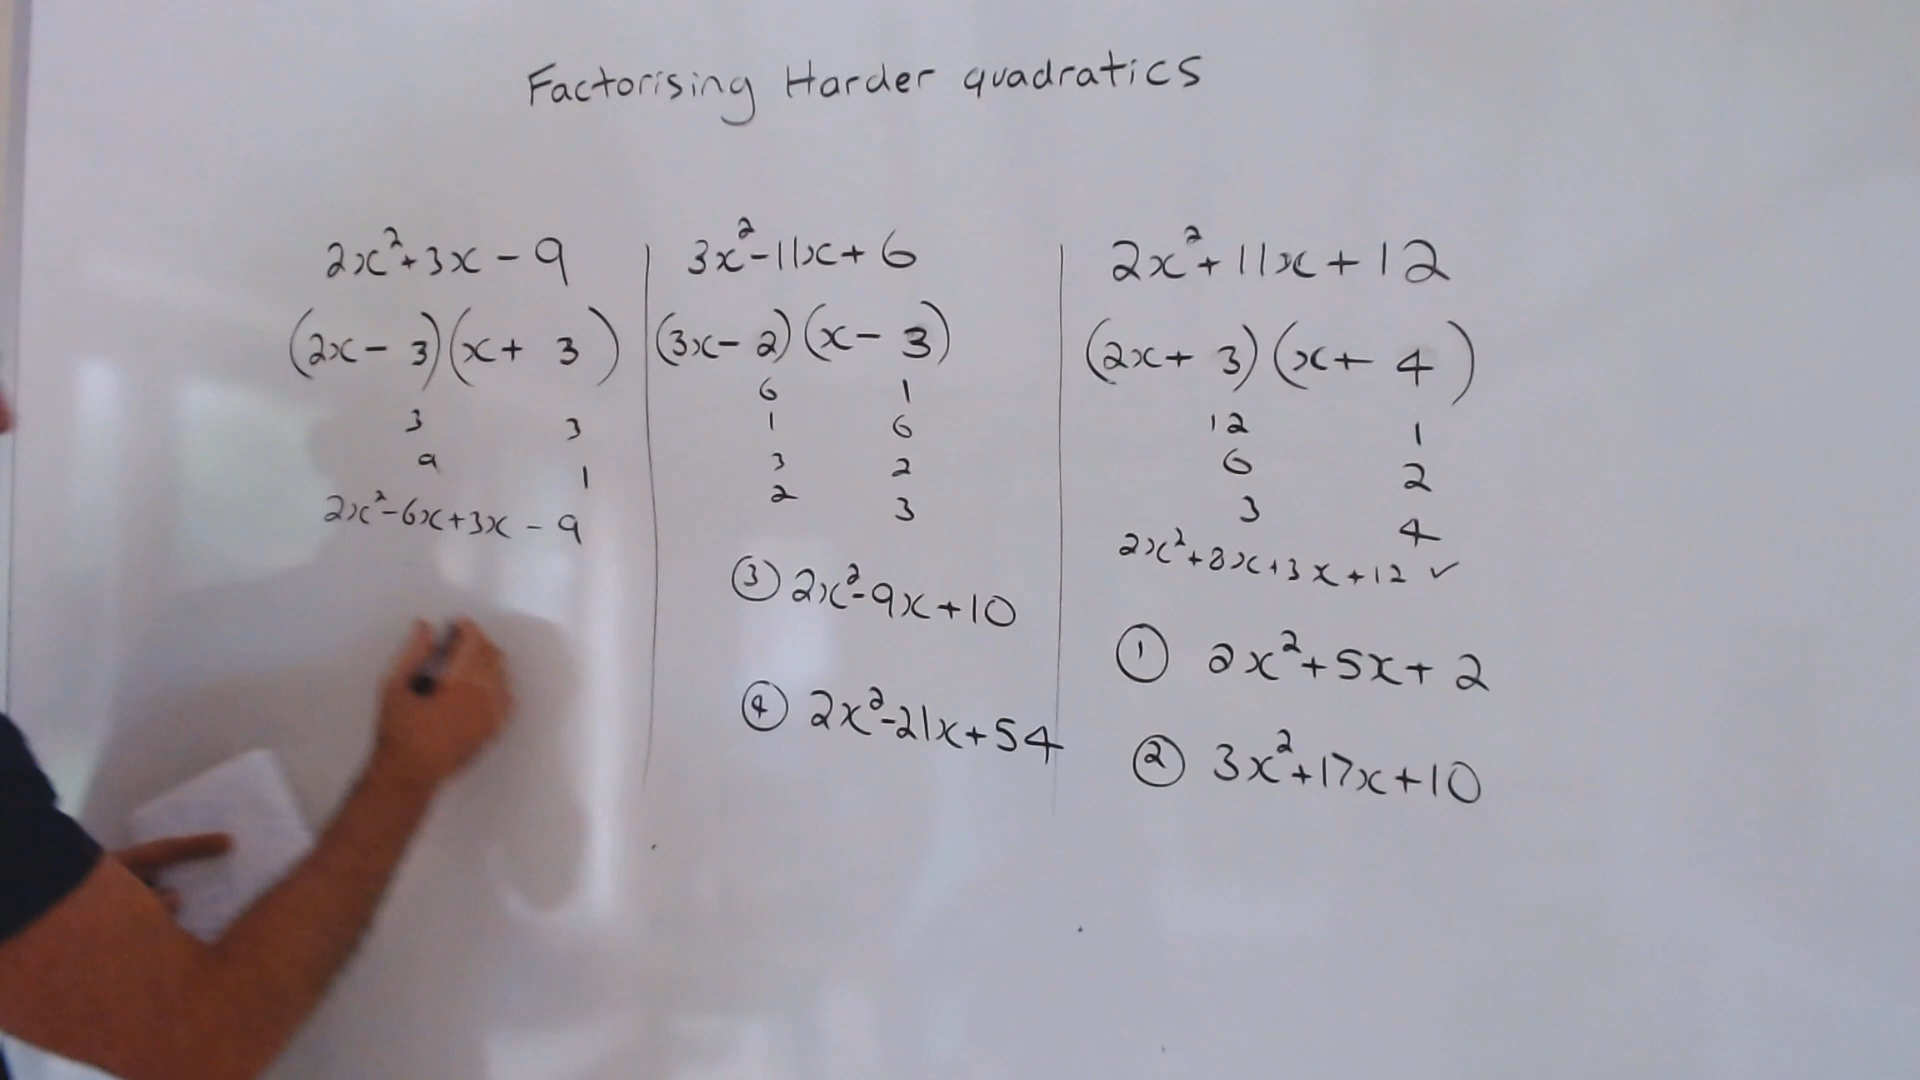 Factorising Harder quadratics
2x²+3x-9
(2x-3)(x+3)
3 3
9 1
2x²-6x+3x-9
3x²-11x+6
(3x-2)(x-3)
6 1
1 6
3 2
2 3
③ 2x²-9x+10
④ 2x²-21x+54
2x²+11x+12
(2x+3)(x+4)
12 1
6 2
3 4
2x²+8x+3x+12 ✓
① 2x²+5x+2
② 3x²+17x+10